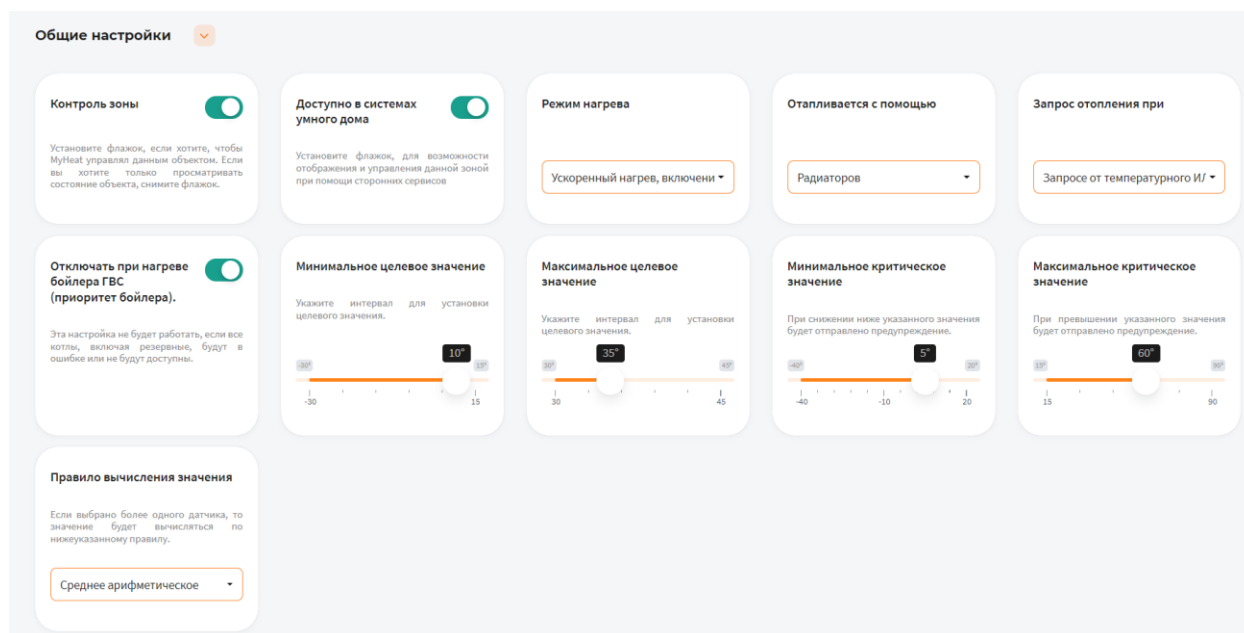 Общие настройки
Контроль зоны
Установите флажок, если хотите, чтобы
MyHeat управлял данным объектом. Если
вы хотите только просматривать
состояние объекта, снимите флажок.
Доступно в системах
умного дома
Установите флажок, для возможности
отображения и управления данной зоной
при помощи сторонних сервисов
Режим нагрева
Ускоренный нагрев, включени
Отапливается с помощью
Радиаторов
Запрос отопления при
Запросе от температурного ИЛ
Отключать при нагреве
бойлера ГВС
(приоритет бойлера).
Эта настройка не будет работать, если все
котлы, включая резервные, будут в
ошибке или не будут доступны.
Минимальное целевое значение
Укажите интервал для установки
целевого значения.
10°
-30° 15°
-30 15
Максимальное целевое
значение
Укажите интервал для установки
целевого значения.
35°
30° 45°
30 45
Минимальное критическое
значение
При снижении ниже указанного значения
будет отправлено предупреждение.
5°
-40° 20°
-40 -10 20
Максимальное критическое
значение
При превышении указанного значения
будет отправлено предупреждение.
60°
15° 90°
15 90
Правило вычисления значения
Если выбрано более одного датчика, то
значение будет вычисляться по
нижеуказанному правилу.
Среднее арифметическое